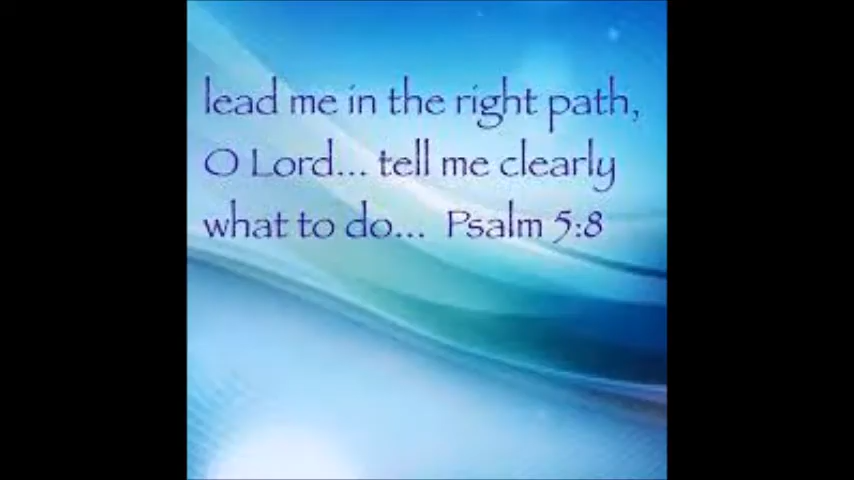 lead me in the right path,
O Lord... tell me clearly
what to do... Psalm 5:8